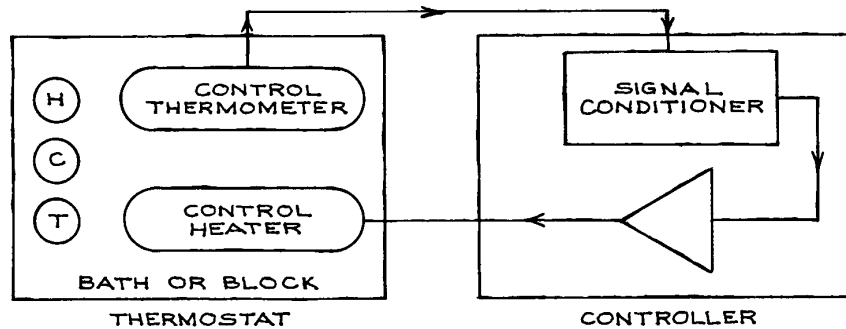 H
CONTROL
THERMOMETER
C
T
CONTROL
HEATER
BATH OR BLOCK
THERMOSTAT
SIGNAL
CONDITIONER
CONTROLLER